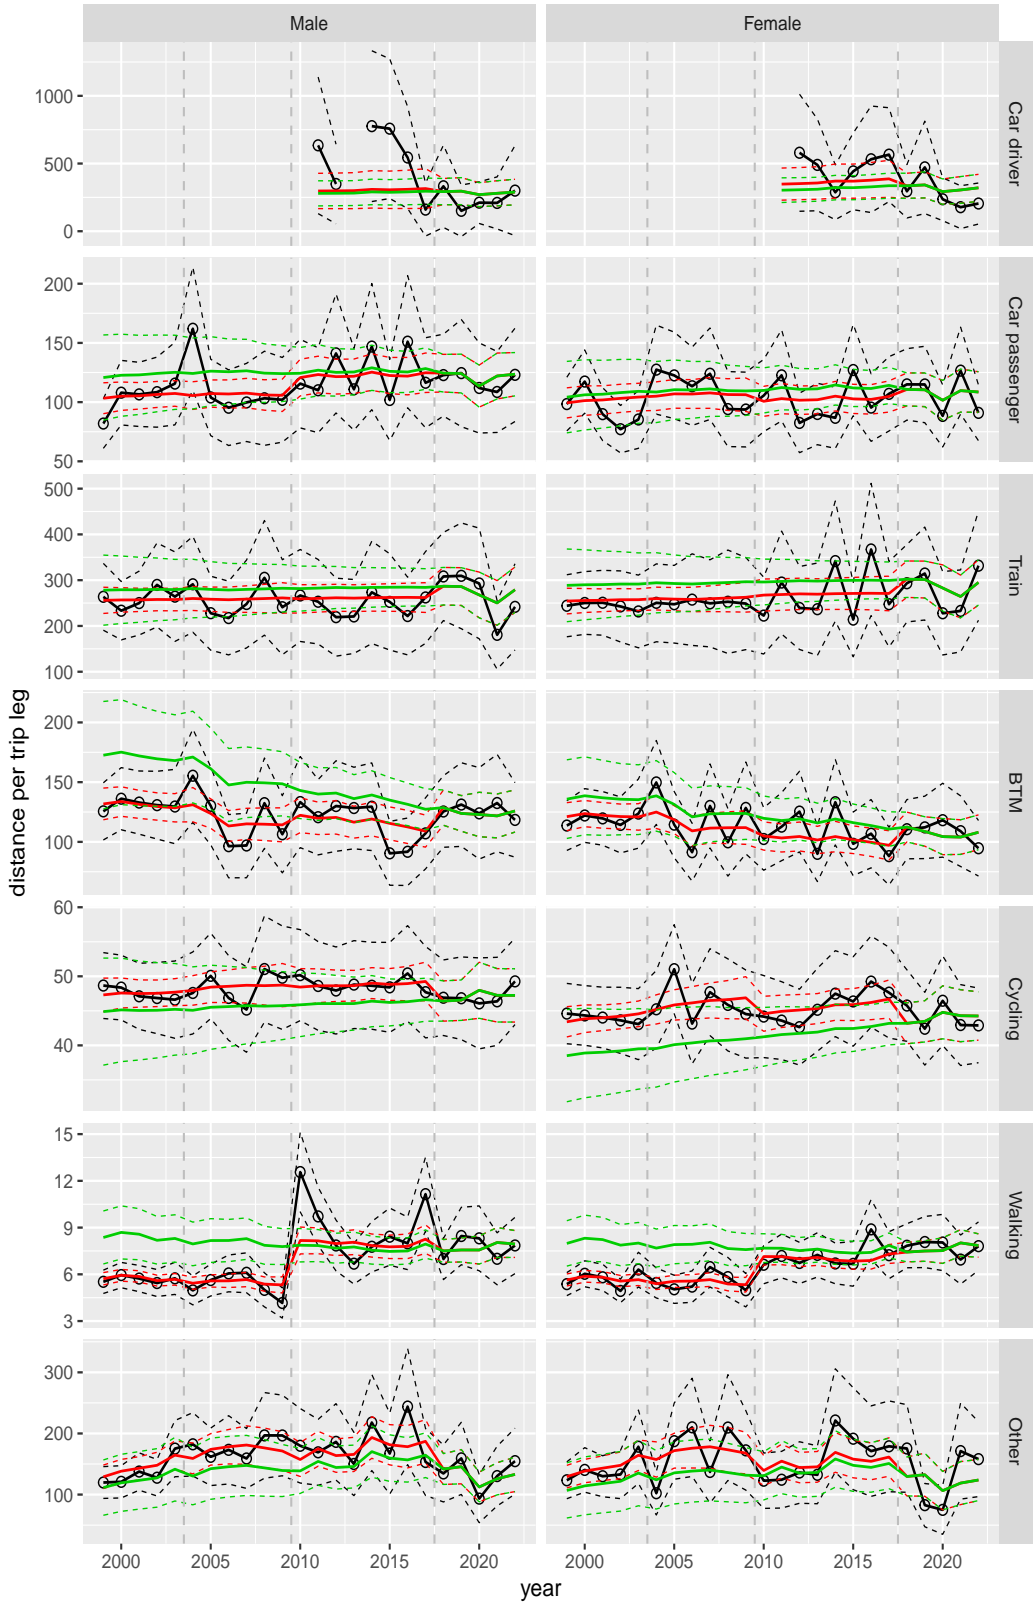 Male Female
1000
500
0
Car driver
200
150
100
50
Car passenger
500
400
300
200
100
Train
200
150
100
BTM
60
50
40
Cycling
15
12
9
6
3
Walking
300
200
100
Other
2000 2005 2010 2015 2020 2000 2005 2010 2015 2020
year
distance per trip leg